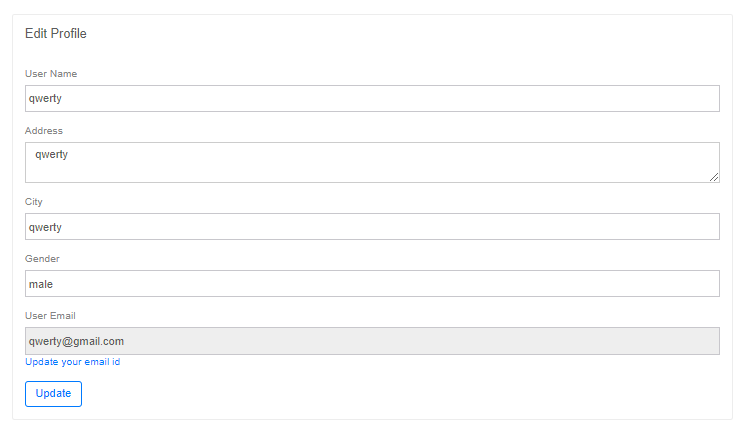 Edit Profile
User Name
qwerty
Address
qwerty
City
qwerty
Gender
male
User Email
qwerty@gmail.com
Update your email id
Update